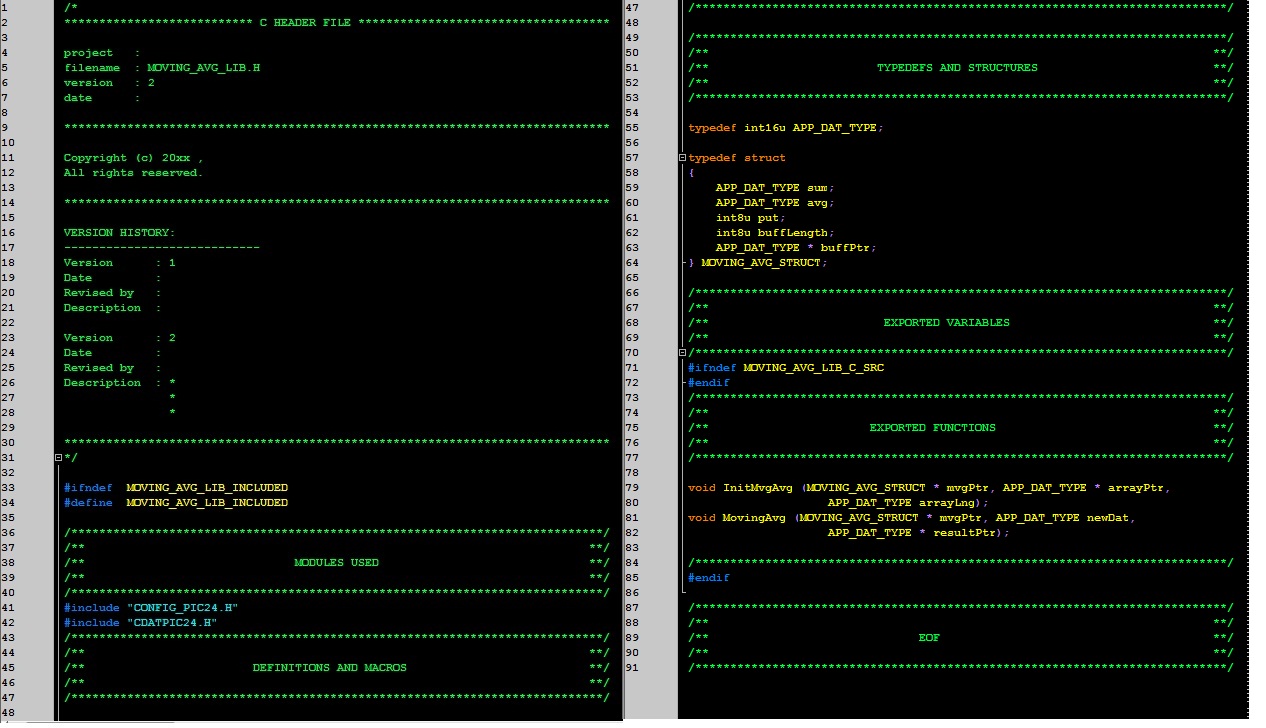 1 /*
2 *************************** C HEADER FILE ************************************
3
4 project   :
5 filename  : MOVING_AVG_LIB.H
6 version   : 2
7 date      :
8
9 ******************************************************************************
10
11 Copyright (c) 20xx ,
12 All rights reserved.
13
14 ******************************************************************************
15
16 VERSION HISTORY:
17 ----------------------------
18 Version      : 1
19 Date         :
20 Revised by   :
21 Description  :
22
23 Version      : 2
24 Date         :
25 Revised by   :
26 Description  : *
27                *
28                *
29
30 ******************************************************************************
31 */
32
33 #ifndef  MOVING_AVG_LIB_INCLUDED
34 #define  MOVING_AVG_LIB_INCLUDED
35
36 /****************************************************************************/
37 /**                                                                        **/
38 /**                              MODULES USED                              **/
39 /**                                                                        **/
40 /****************************************************************************/
41 #include "CONFIG_PIC24.H"
42 #include "CDATPIC24.H"
43 /****************************************************************************/
44 /**                                                                        **/
45 /**                        DEFINITIONS AND MACROS                          **/
46 /**                                                                        **/
47 /****************************************************************************/
48
47 /****************************************************************************/
48
49 /****************************************************************************/
50 /**                                                                        **/
51 /**                        TYPEDEFS AND STRUCTURES                         **/
52 /**                                                                        **/
53 /****************************************************************************/
54
55 typedef int16u APP_DAT_TYPE;
56
57 typedef struct
58 {
59     APP_DAT_TYPE sum;
60     APP_DAT_TYPE avg;
61     int8u put;
62     int8u buffLength;
63     APP_DAT_TYPE * buffPtr;
64 } MOVING_AVG_STRUCT;
65
66 /****************************************************************************/
67 /**                                                                        **/
68 /**                         EXPORTED VARIABLES                             **/
69 /**                                                                        **/
70 /****************************************************************************/
71 #ifndef MOVING_AVG_LIB_C_SRC
72 #endif
73 /****************************************************************************/
74 /**                                                                        **/
75 /**                       EXPORTED FUNCTIONS                               **/
76 /**                                                                        **/
77 /****************************************************************************/
78
79 void InitMvgAvg (MOVING_AVG_STRUCT * mvgPtr, APP_DAT_TYPE * arrayPtr,
80                     APP_DAT_TYPE arrayLng);
81 void MovingAvg (MOVING_AVG_STRUCT * mvgPtr, APP_DAT_TYPE newDat,
82                     APP_DAT_TYPE * resultPtr);
83
84 /****************************************************************************/
85 #endif
86
87 /****************************************************************************/
88 /**                                                                        **/
89 /**                              EOF                                       **/
90 /**                                                                        **/
91 /****************************************************************************/